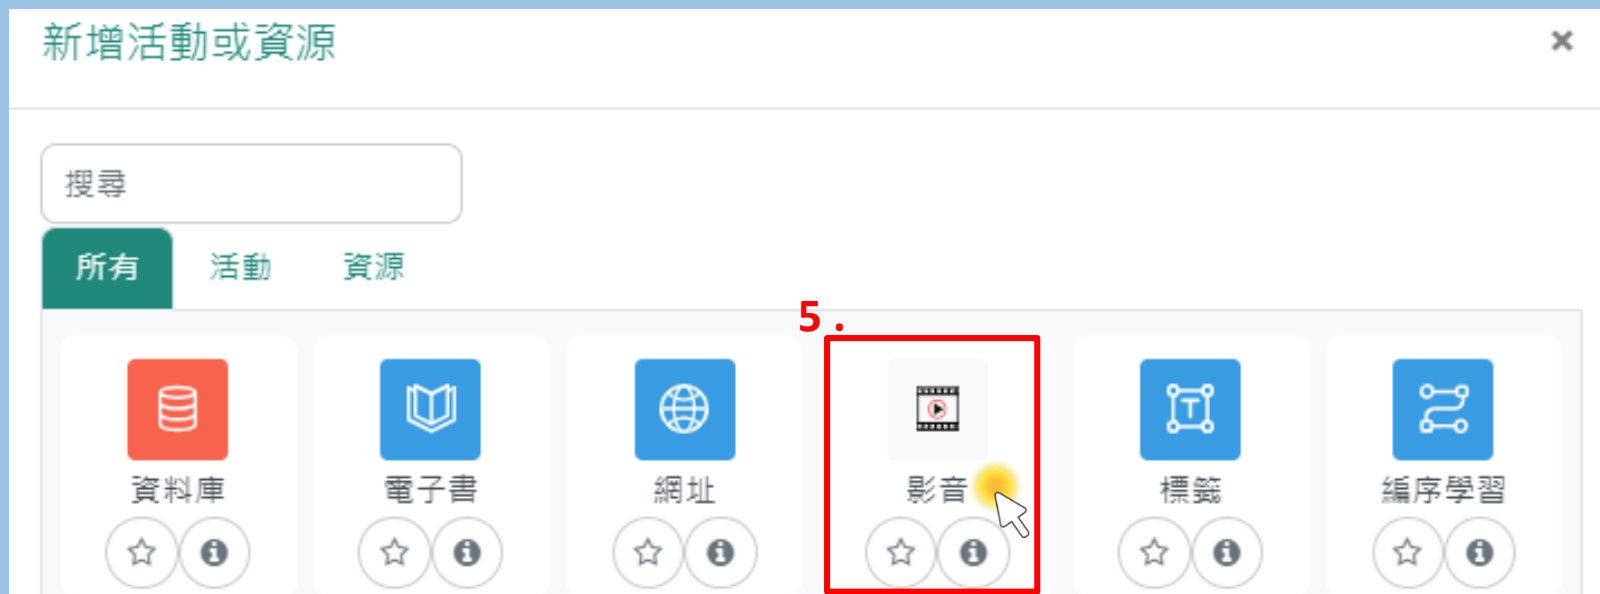 新增活動或資源
搜尋
所有 活動 資源
5 .
資料庫 電子書 網址 影音 標籤 編序學習